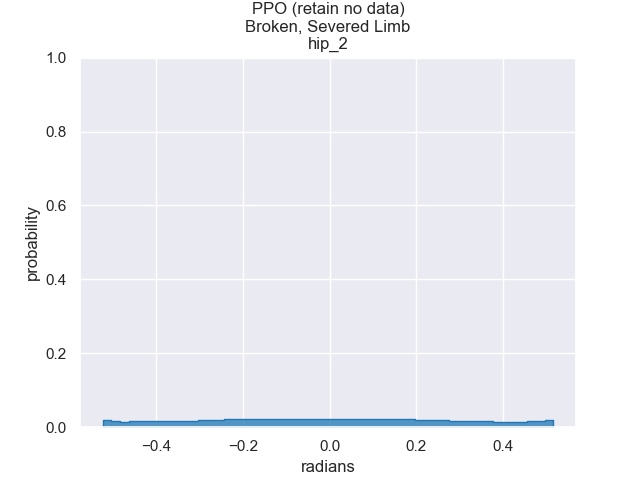 PPO (retain no data)
Broken, Severed Limb
hip_2
1.0
0.8
0.6
0.4
0.2
0.0
probability
−0.4 −0.2 0.0 0.2 0.4
radians